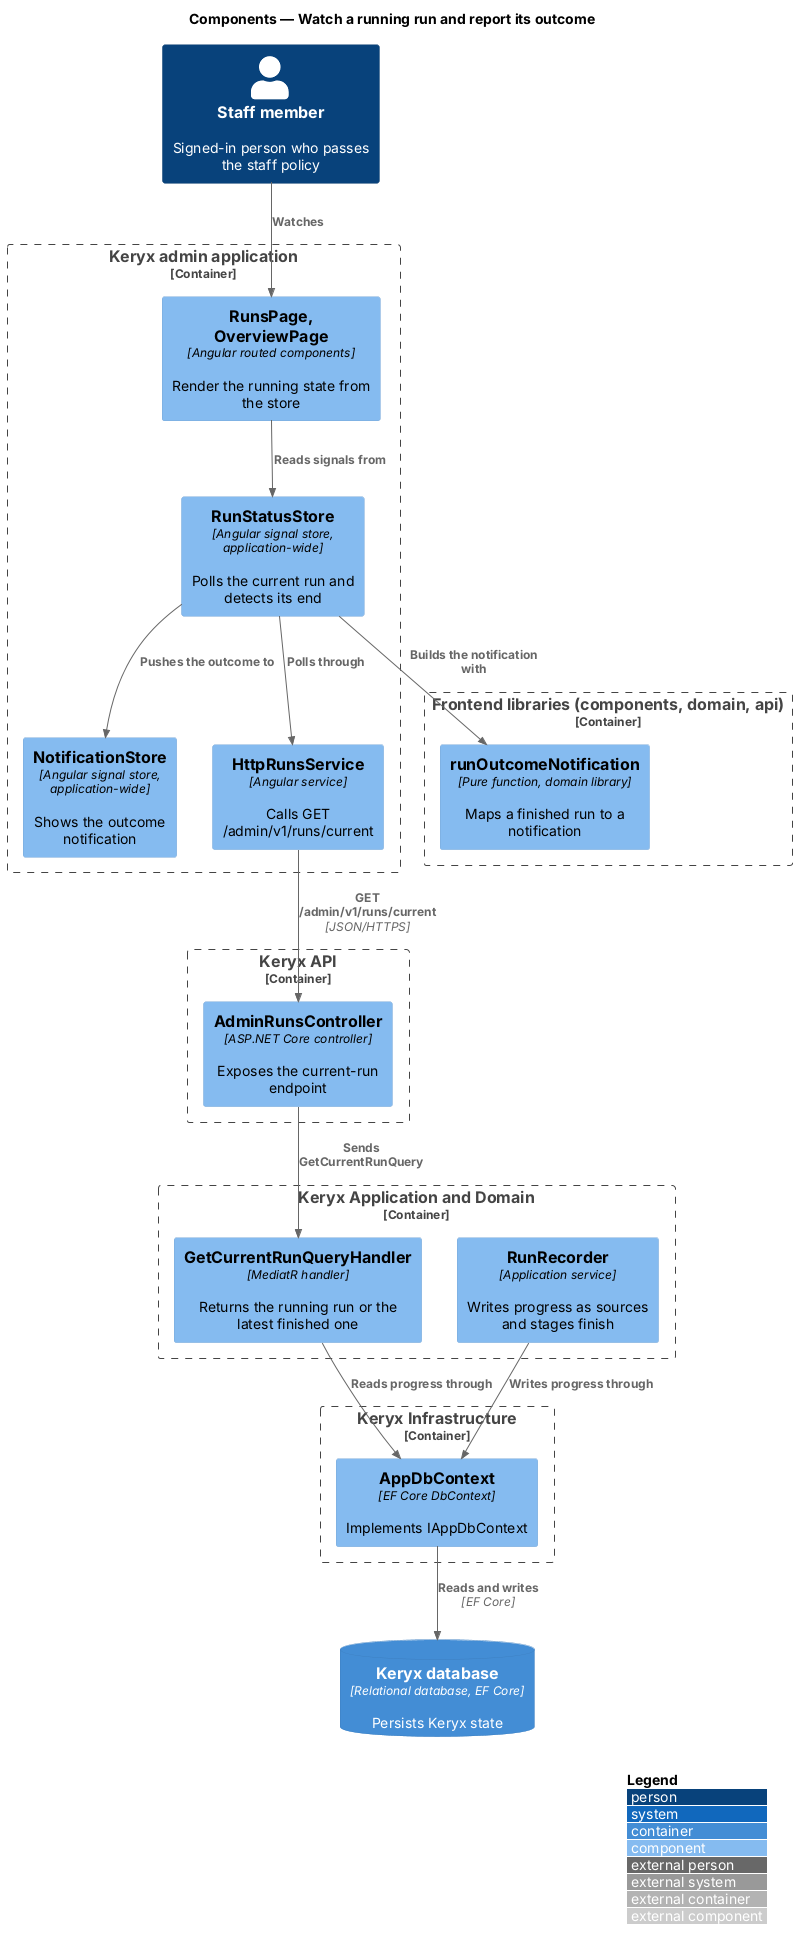 Components — Watch a running run and report its outcome
Staff member
Signed-in person who passes
the staff policy
Watches
Keryx admin application
[Container]
RunsPage,
OverviewPage
[Angular routed components]
Render the running state from
the store
Reads signals from
RunStatusStore
[Angular signal store,
application-wide]
Polls the current run and
detects its end
Pushes the outcome to
Polls through
Builds the notification
with
Frontend libraries (components, domain, api)
[Container]
NotificationStore
[Angular signal store,
application-wide]
Shows the outcome
notification
HttpRunsService
[Angular service]
Calls GET
/admin/v1/runs/current
runOutcomeNotification
[Pure function, domain library]
Maps a finished run to a
notification
GET
/admin/v1/runs/current
[JSON/HTTPS]
Keryx API
[Container]
AdminRunsController
[ASP.NET Core controller]
Exposes the current-run
endpoint
Sends
GetCurrentRunQuery
Keryx Application and Domain
[Container]
GetCurrentRunQueryHandler
[MediatR handler]
Returns the running run or the
latest finished one
RunRecorder
[Application service]
Writes progress as sources
and stages finish
Reads progress through
Writes progress through
Keryx Infrastructure
[Container]
AppDbContext
[EF Core DbContext]
Implements IAppDbContext
Reads and writes
[EF Core]
Keryx database
[Relational database, EF Core]
Persists Keryx state
Legend
person
system
container
component
external person
external system
external container
external component